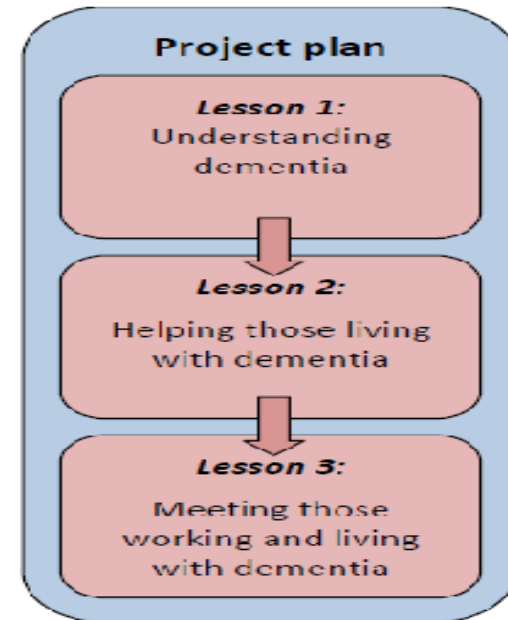 Project plan
Lesson 1:
Understanding
dementia
Lesson 2:
Helping those living
with dementia
Lesson 3:
Meeting those
working and living
with dementia